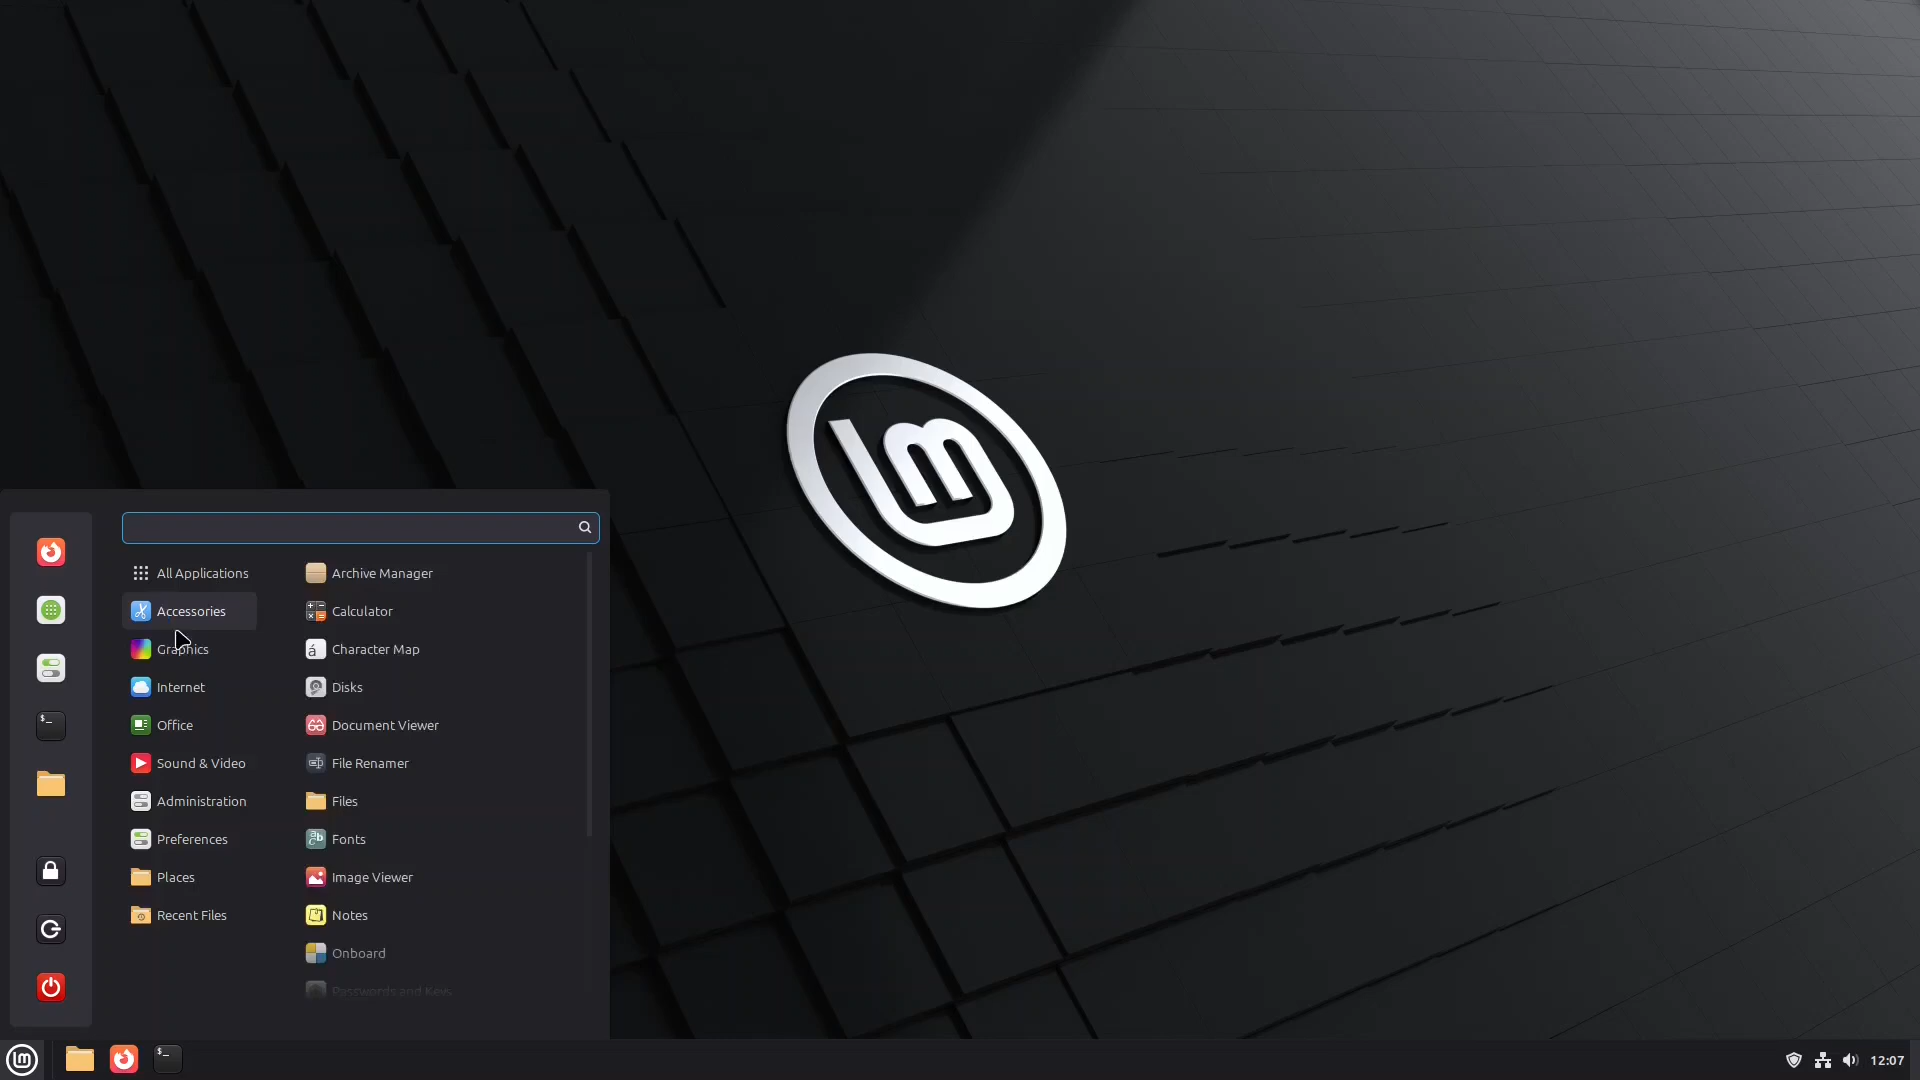 All Applications
Accessories
Graphics
Internet
Office
Sound & Video
Administration
Preferences
Places
Recent Files
Archive Manager
Calculator
Character Map
Disks
Document Viewer
File Renamer
Files
Fonts
Image Viewer
Notes
Onboard
Passwords and Keys
12:07